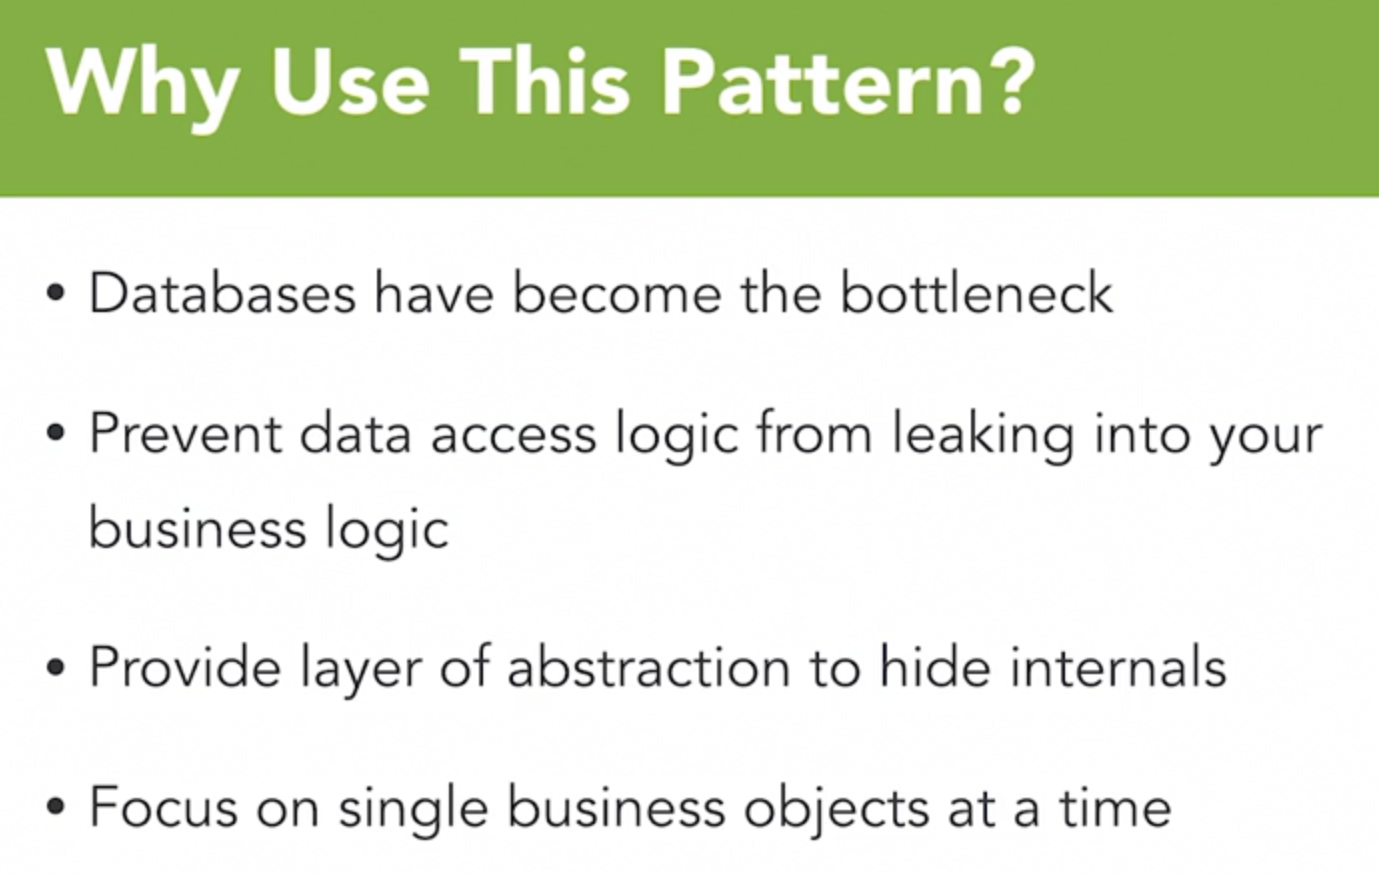 Why Use This Pattern?
• Databases have become the bottleneck
• Prevent data access logic from leaking into your
business logic
• Provide layer of abstraction to hide internals
• Focus on single business objects at a time